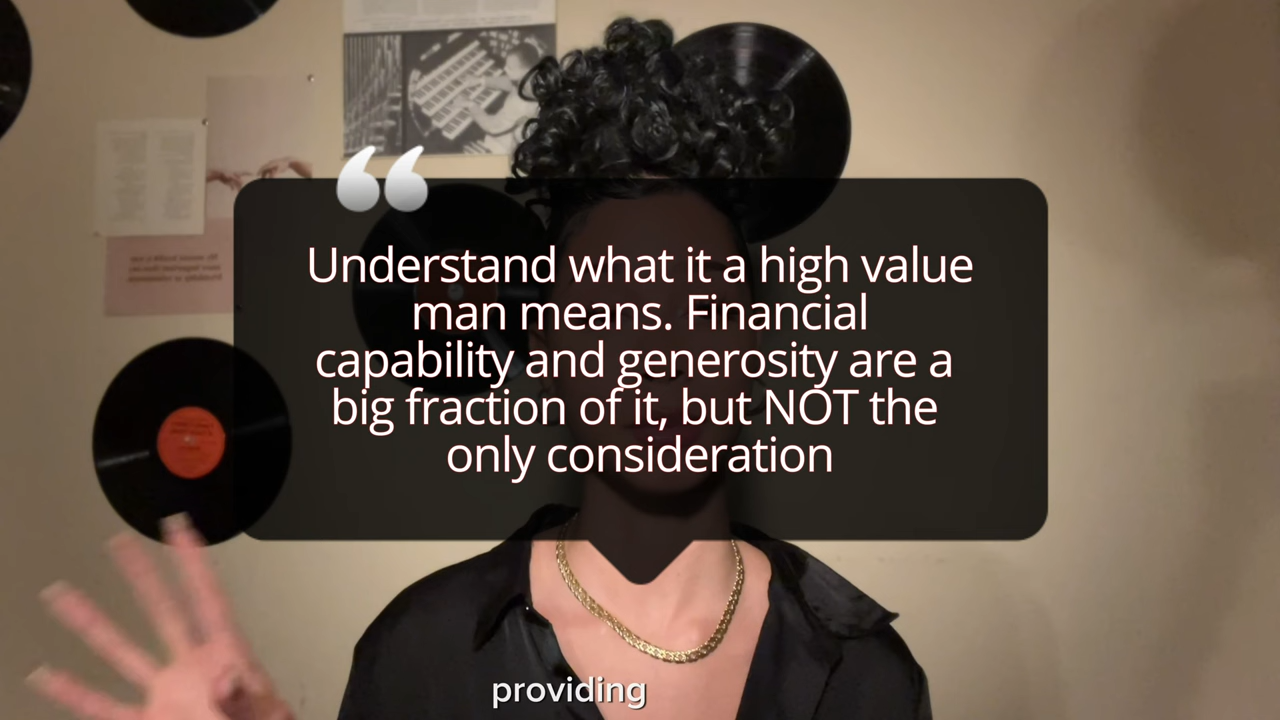 Understand what it a high value
man means. Financial
capability and generosity are a
big fraction of it, but NOT the
only consideration
providing